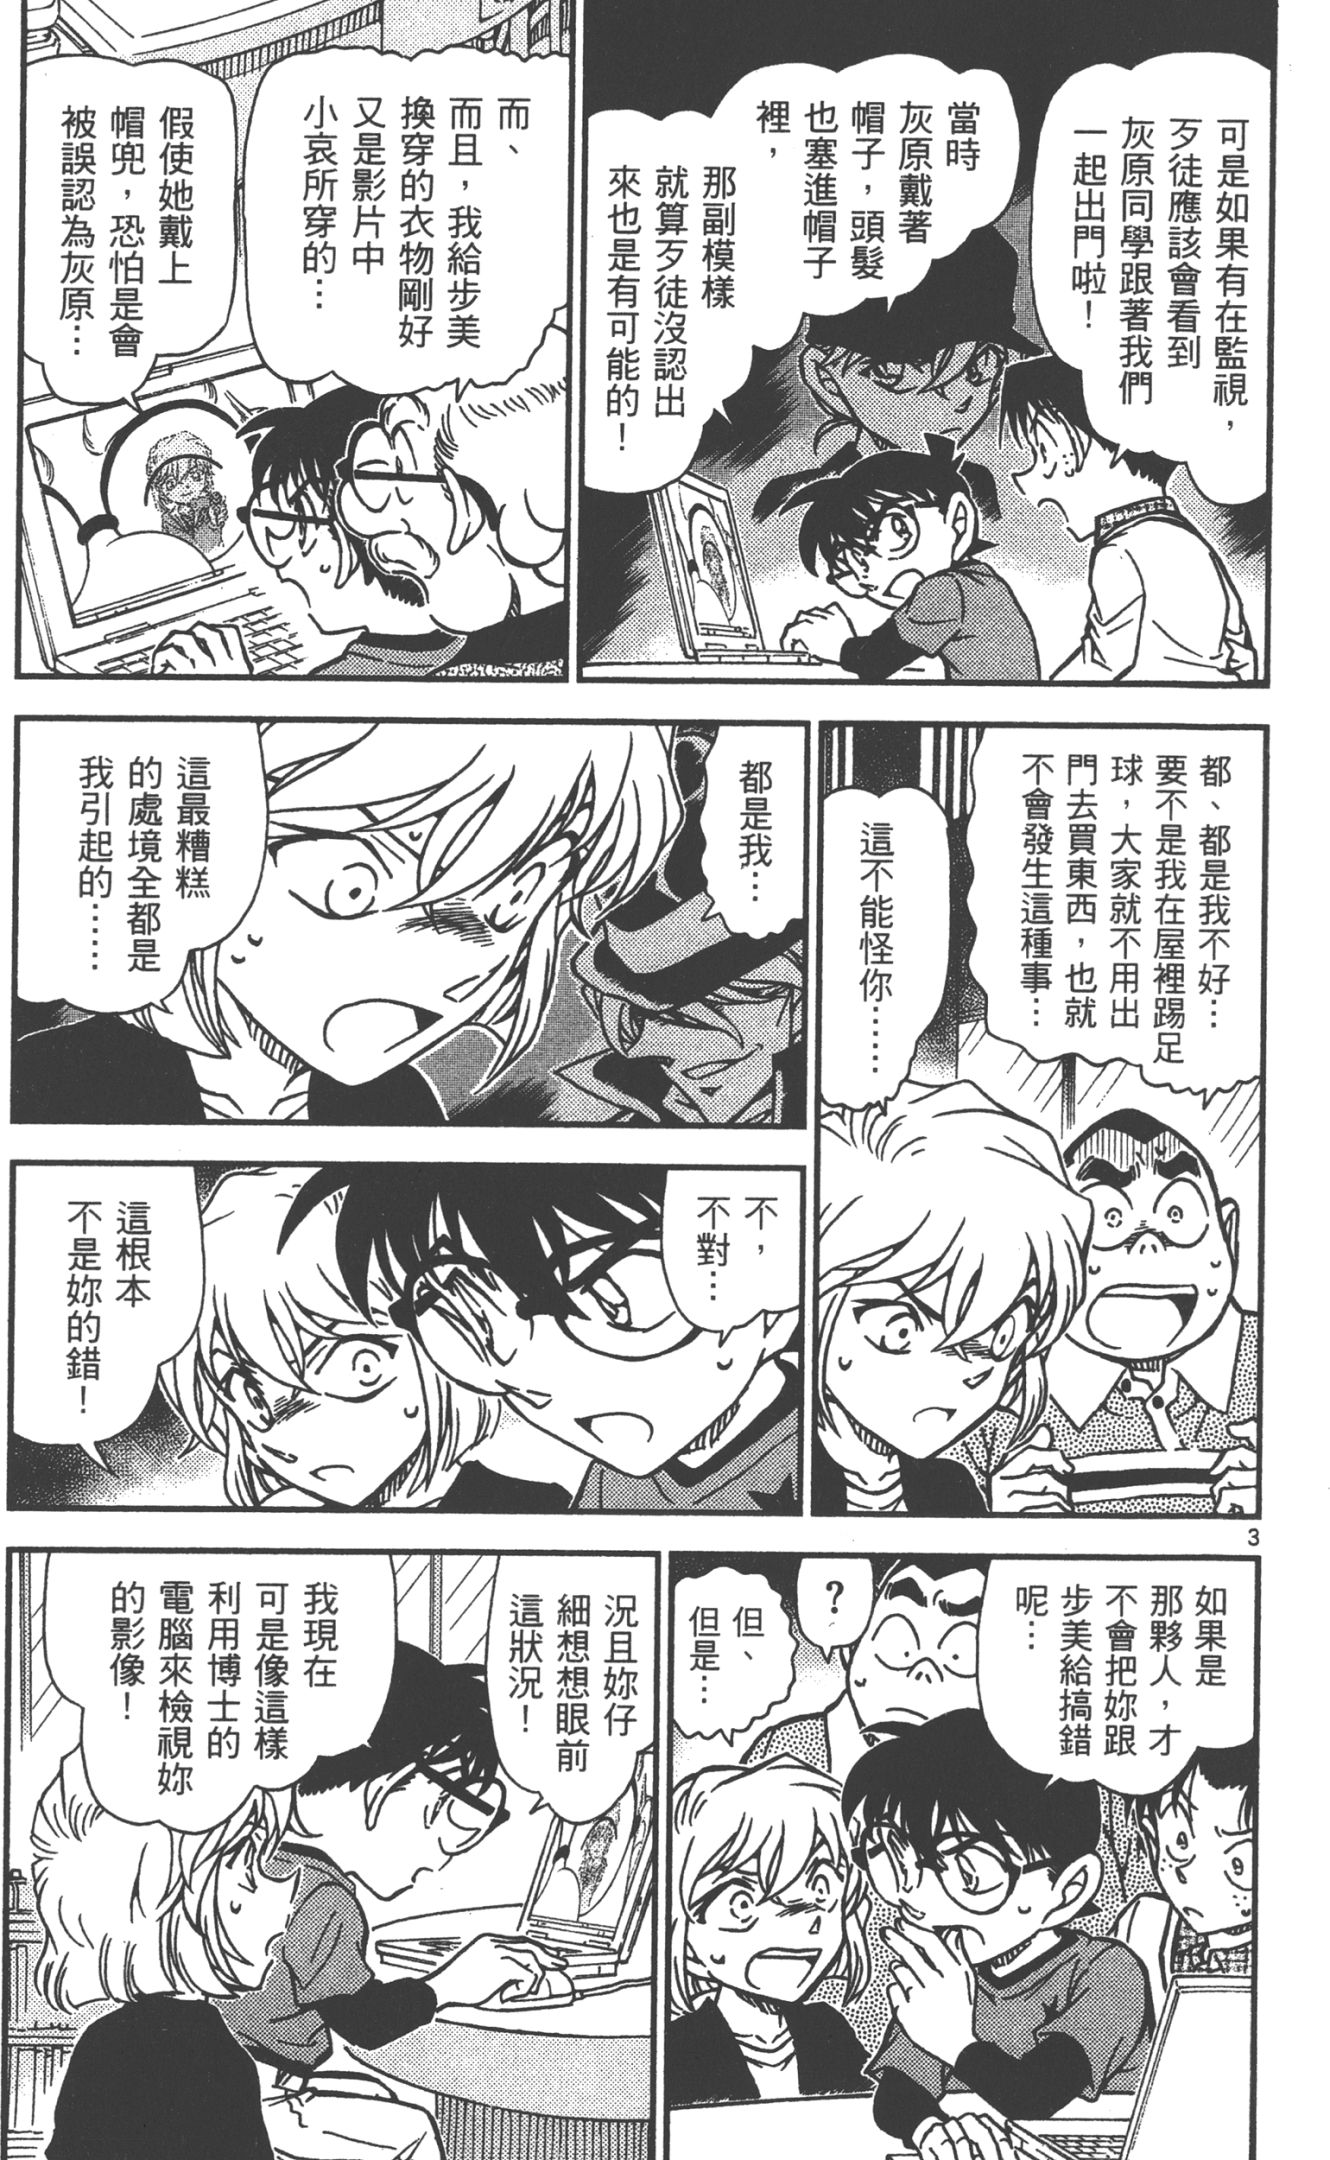 可是如果有在監視，
歹徒應該會看到
灰原同學跟著我們
一起出門啦！
當時
灰原戴著
帽子，頭髮
也塞進帽子
裡，
那副模樣
就算歹徒沒認出
來也是有可能的！
而、
而且，我給步美
換穿的衣物剛好
又是影片中
小哀所穿的…
假使她戴上
帽兜，恐怕是會
被誤認為灰原…
都、都是我不好…
要不是我在屋裡踢足
球，大家就不用出
門去買東西，也就
不會發生這種事…
這不能怪你……
都是我…
這最糟糕
的處境全都是
我引起的……
不，
不對…
這根本
不是妳的錯！
3
如果是
那夥人，才
不會把妳跟
步美給搞錯
呢…
？
但、
但是…
況且妳仔
細想想眼前
這狀況！
我現在
可是像這樣
利用博士的
電腦來檢視妳
的影像！